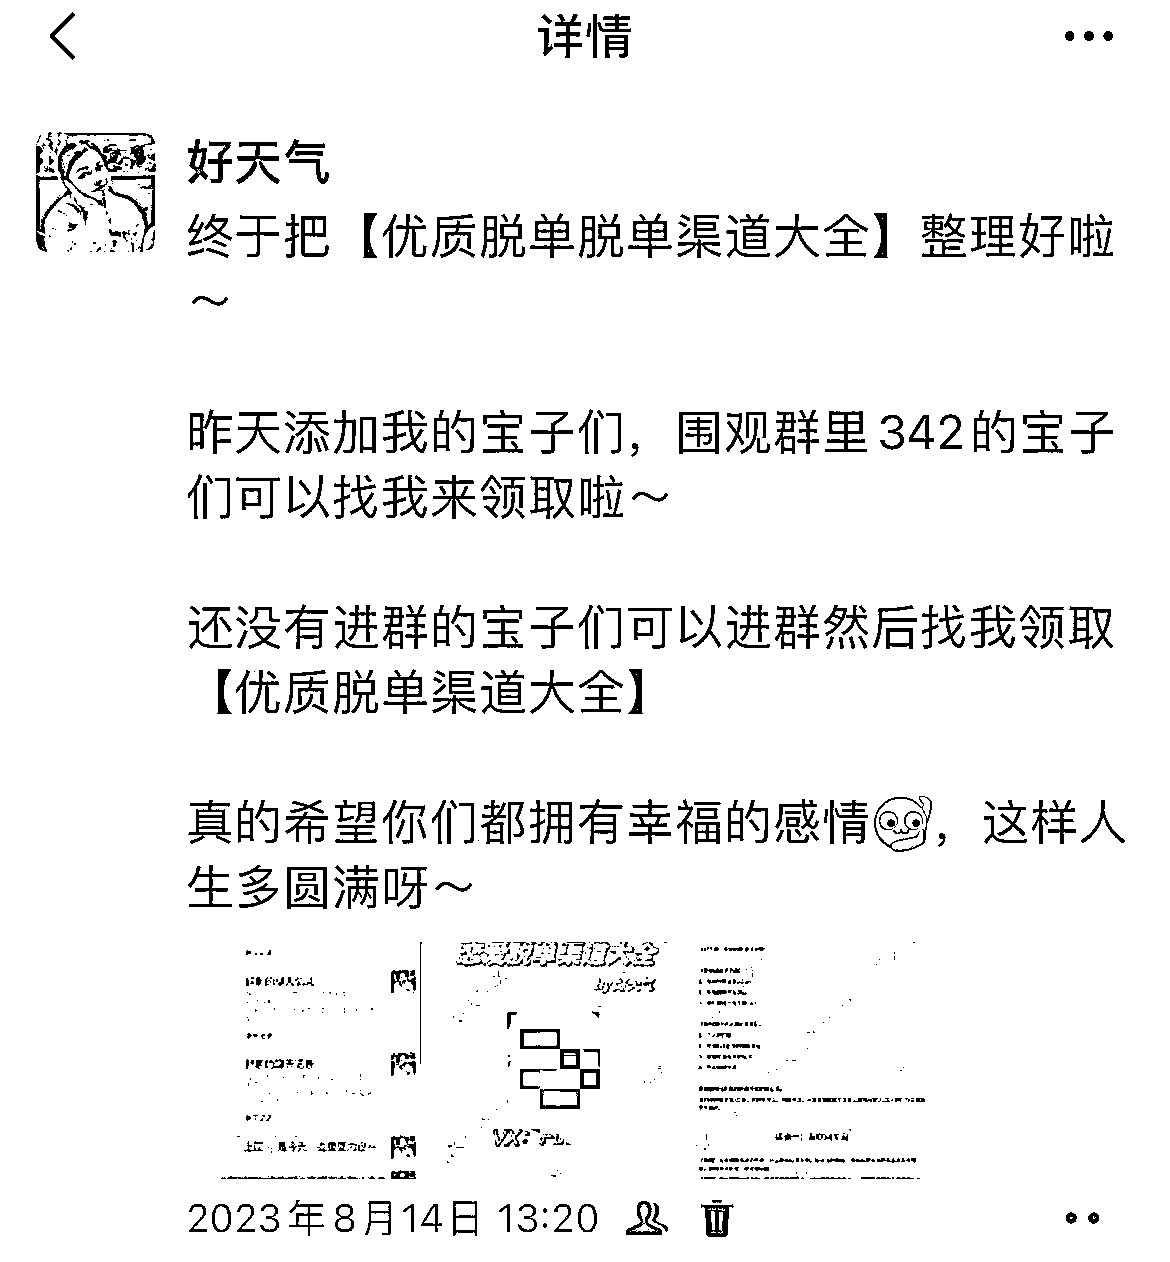 详情
好天气
终于把【优质脱单脱单渠道大全】整理好啦
～
昨天添加我的宝子们，围观群里342的宝子
们可以找我来领取啦～
还没有进群的宝子们可以进群然后找我领取
【优质脱单渠道大全】
真的希望你们都拥有幸福的感情，这样人
生多圆满呀～
恋爱脱单渠道大全
2023年8月14日 13:20